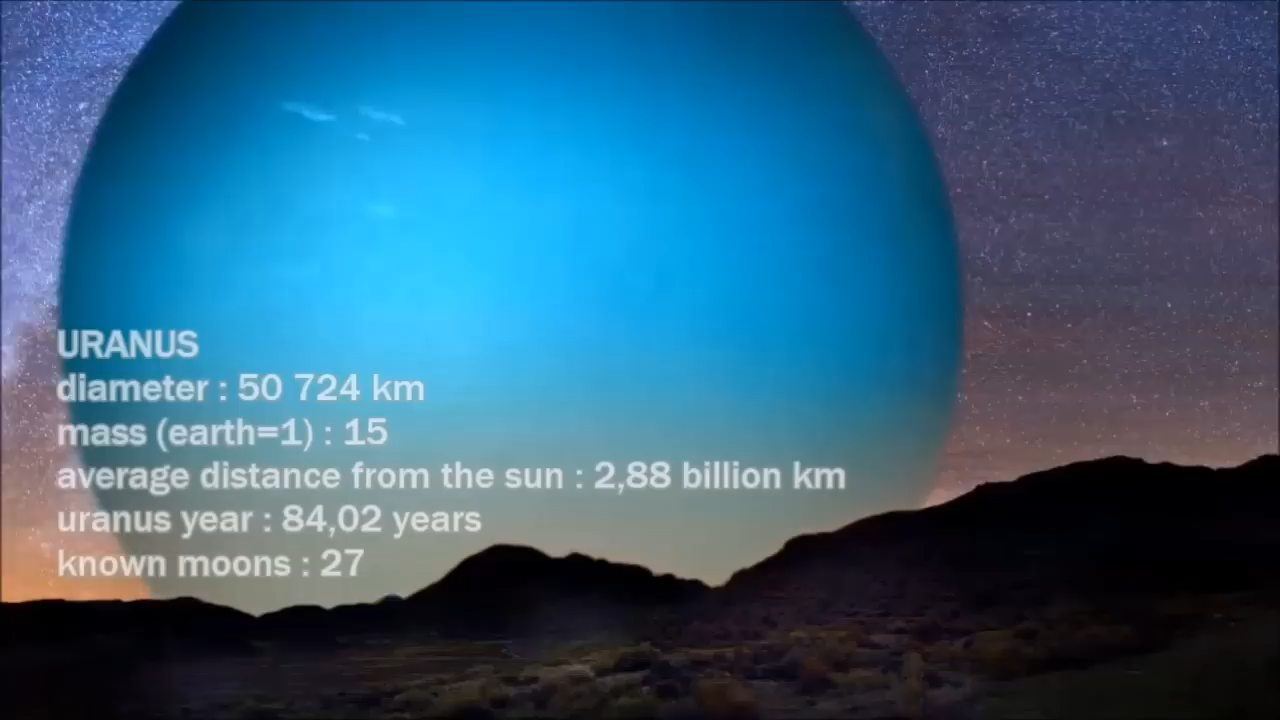 URANUS
diameter : 50 724 km
mass (earth=1) : 15
average distance from the sun : 2,88 billion km
uranus year : 84,02 years
known moons : 27